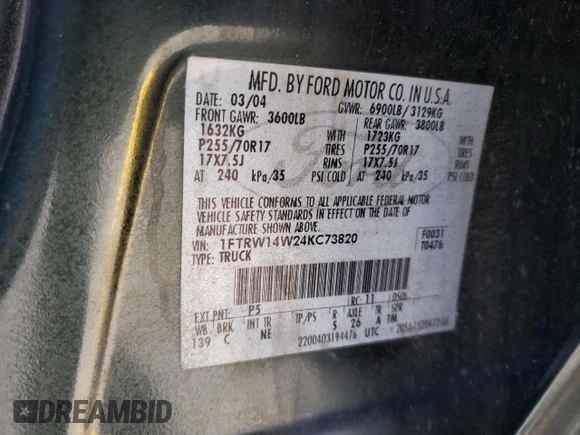 MFD. BY FORD MOTOR CO. IN U.S.A.
DATE: 03/04 GVWR: 6900LB/3129KG
FRONT GAWR: 3600LB REAR GAWR: 3800LB
1632KG WITH 1723KG WITH
P255/70R17 TIRES P255/70R17 TIRES
17X7.5J RIMS 17X7.5J RIMS
AT 240 kPa/35 PSI COLD AT 240 kPa/35 PSI COLD
THIS VEHICLE CONFORMS TO ALL APPLICABLE FEDERAL MOTOR
VEHICLE SAFETY STANDARDS IN EFFECT ON THE DATE OF
MANUFACTURE SHOWN ABOVE.
VIN: 1FTRW14W24KC73820 F0031
TYPE: TRUCK T0476
Ford
EXT PNT: P5 RC: 11 DSO:
WB BRK INT TR TP/PS R AXLE TR SPR
139 C NE S 26 A TM
2200403194476 UTC
DREAMBID